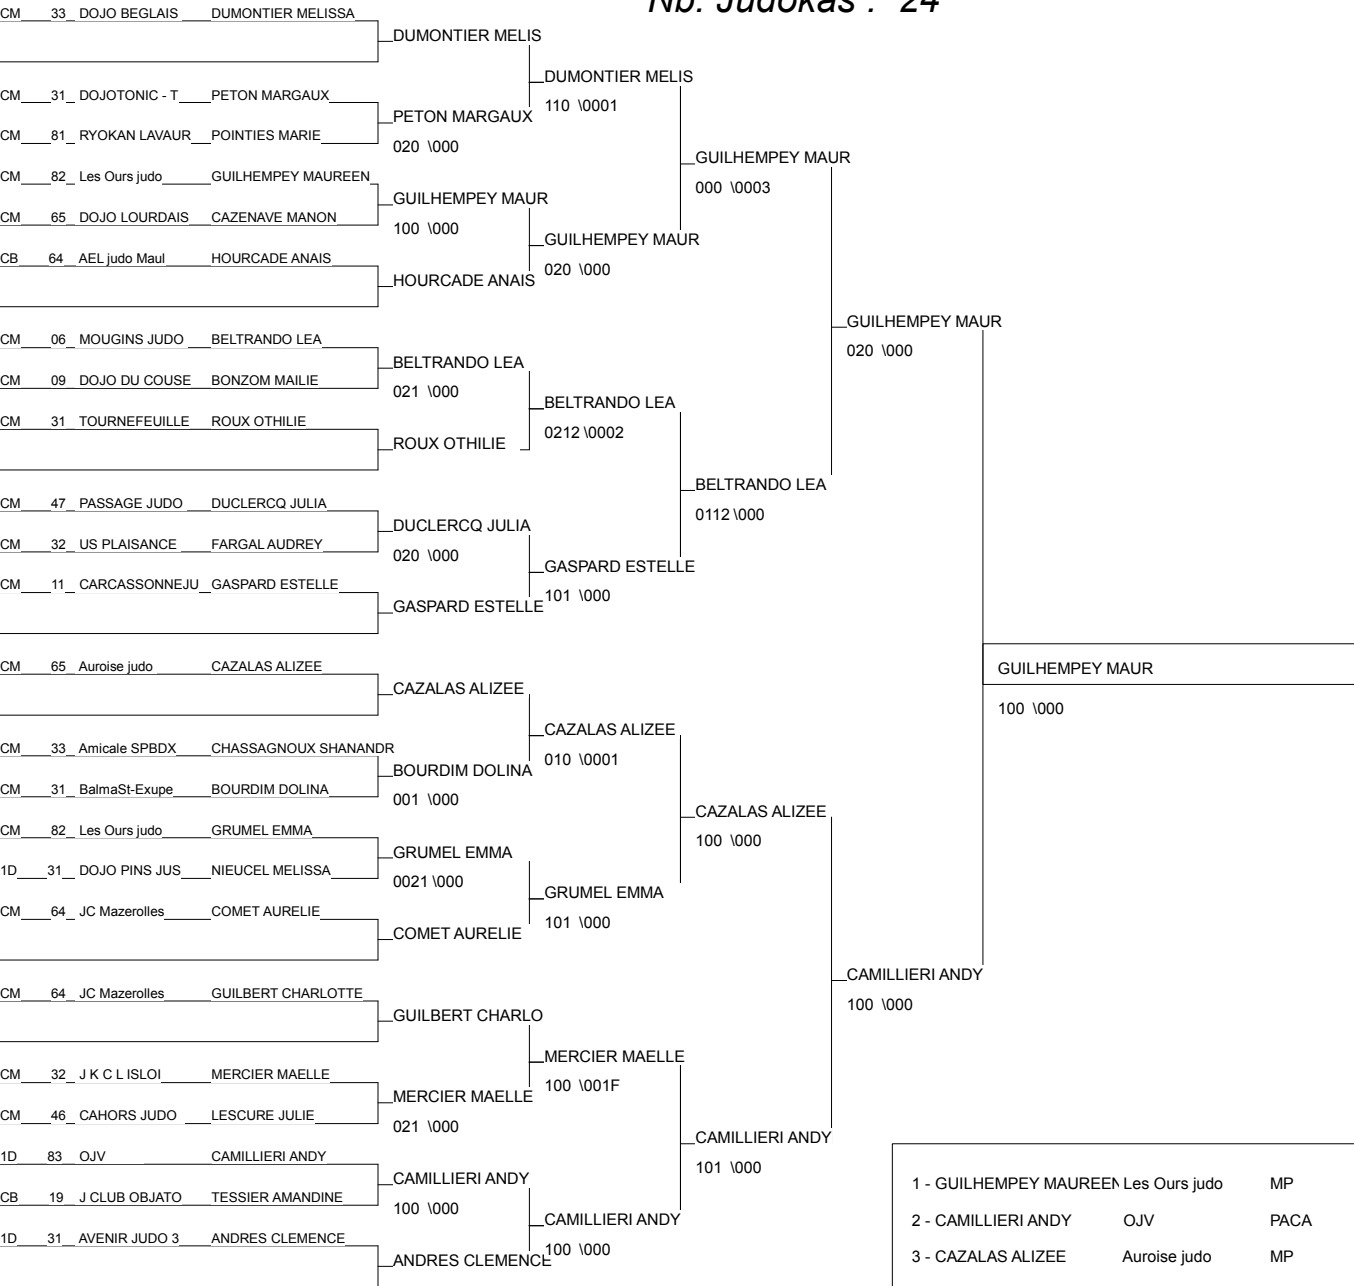 Nb. Judokas : 24
CM 33 DOJO BEGLAIS DUMONTIER MELISSA
DUMONTIER MELIS
DUMONTIER MELIS
110 \0001
CM 31 DOJOTONIC - T PETON MARGAUX
PETON MARGAUX
020 \000
CM 81 RYOKAN LAVAUR POINTIES MARIE
GUILHEMPEY MAUR
000 \0003
CM 82 Les Ours judo GUILHEMPEY MAUREEN
GUILHEMPEY MAUR
100 \000
CM 65 DOJO LOURDAIS CAZENAVE MANON
GUILHEMPEY MAUR
020 \000
CB 64 AEL judo Maul HOURCADE ANAIS
HOURCADE ANAIS
GUILHEMPEY MAUR
020 \000
CM 06 MOUGINS JUDO BELTRANDO LEA
BELTRANDO LEA
021 \000
CM 09 DOJO DU COUSE BONZOM MAILIE
BELTRANDO LEA
0212 \0002
CM 31 TOURNEFEUILLE ROUX OTHILIE
ROUX OTHILIE
BELTRANDO LEA
0112 \000
CM 47 PASSAGE JUDO DUCLERCQ JULIA
DUCLERCQ JULIA
020 \000
CM 32 US PLAISANCE FARGAL AUDREY
GASPARD ESTELLE
101 \000
CM 11 CARCASSONNEJU GASPARD ESTELLE
GASPARD ESTELLE
GUILHEMPEY MAUR
100 \000
CM 65 Auroise judo CAZALAS ALIZEE
CAZALAS ALIZEE
CAZALAS ALIZEE
010 \0001
CM 33 Amicale SPBDX CHASSAGNOUX SHANANDR
BOURDIM DOLINA
001 \000
CM 31 BalmaSt-Exupe BOURDIM DOLINA
CAZALAS ALIZEE
100 \000
CM 82 Les Ours judo GRUMEL EMMA
GRUMEL EMMA
0021 \000
1D 31 DOJO PINS JUS NIEUCEL MELISSA
GRUMEL EMMA
101 \000
CM 64 JC Mazerolles COMET AURELIE
COMET AURELIE
CAMILLIERI ANDY
100 \000
CM 64 JC Mazerolles GUILBERT CHARLOTTE
GUILBERT CHARLO
MERCIER MAELLE
100 \001F
CM 32 J K C L ISLOI MERCIER MAELLE
MERCIER MAELLE
021 \000
CM 46 CAHORS JUDO LESCURE JULIE
CAMILLIERI ANDY
101 \000
1D 83 OJV CAMILLIERI ANDY
CAMILLIERI ANDY
100 \000
CB 19 J CLUB OBJATO TESSIER AMANDINE
CAMILLIERI ANDY
100 \000
1D 31 AVENIR JUDO 3 ANDRES CLEMENCE
ANDRES CLEMENCE
1 - GUILHEMPEY MAUREEN Les Ours judo MP
2 - CAMILLIERI ANDY OJV PACA
3 - CAZALAS ALIZEE Auroise judo MP